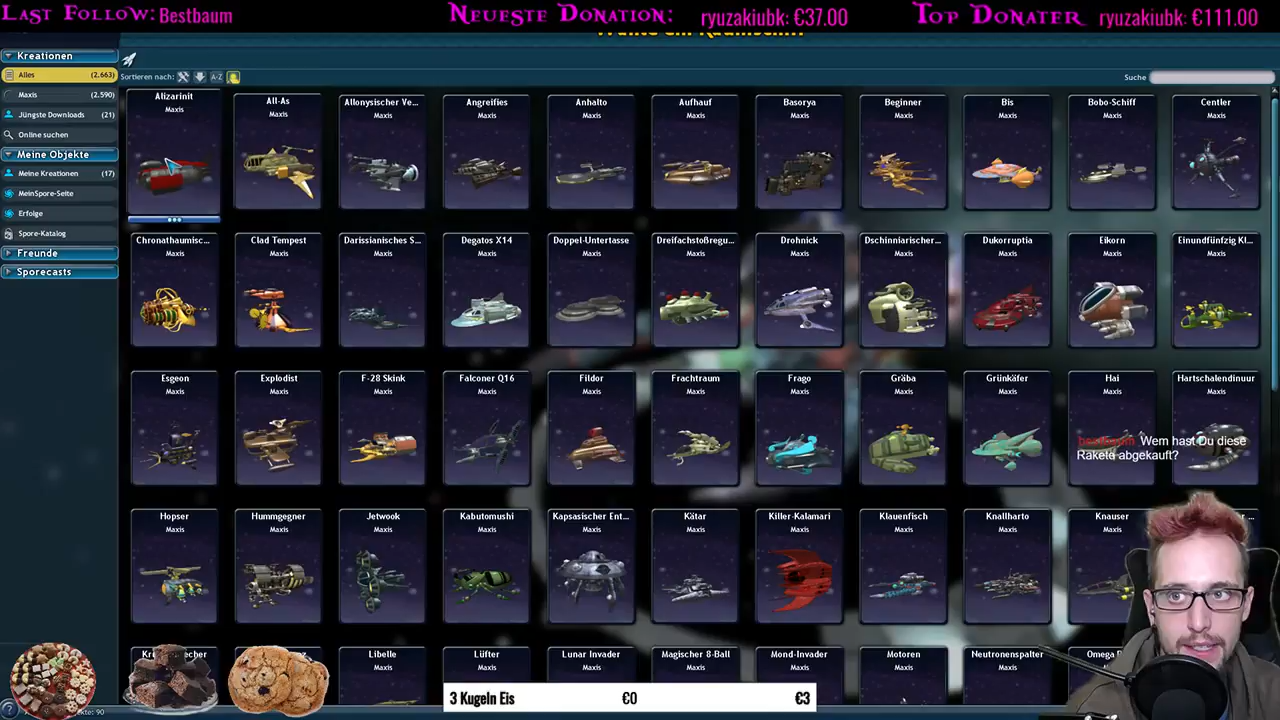 Last Follow: Bestbaum
Neueste Donation: ryuzakiubk: €37.00
Top Donater ryuzakiubk: €111.00
Kreationen
Alles (2.663)
Maxis (2.590)
Jüngste Downloads (21)
Online suchen
Meine Objekte
Meine Kreationen (17)
MeinSpore-Seite
Erfolge
Spore-Katalog
Freunde
Sporecasts
Sortieren nach: A-Z
Suche
Alizarinit
Maxis
All-As
Maxis
Allonysischer Ve...
Maxis
Angreifies
Maxis
Anhalto
Maxis
Aufhauf
Maxis
Basorya
Maxis
Beginner
Maxis
Bis
Maxis
Bobo-Schiff
Maxis
Centler
Maxis
Chronathaumisc...
Maxis
Clad Tempest
Maxis
Darissianisches S...
Maxis
Degatos X14
Maxis
Doppel-Untertasse
Maxis
Dreifachstoßregu...
Maxis
Drohnick
Maxis
Dschinniarischer...
Maxis
Dukorruptia
Maxis
Eikorn
Maxis
Einundfünfzig Kl...
Maxis
Esgeon
Maxis
Explodist
Maxis
F-28 Skink
Maxis
Falconer Q16
Maxis
Fildor
Maxis
Frachtraum
Maxis
Frago
Maxis
Gräba
Maxis
Grünkäfer
Maxis
Hai
Maxis
Hartschalendinuur
Maxis
bestbaum Wem hast Du diese
Rakete abgekauft?
Hopser
Maxis
Hummgegner
Maxis
Jetwook
Maxis
Kabutomushi
Maxis
Kapsasischer Ent...
Maxis
Kätar
Maxis
Killer-Kalamari
Maxis
Klauenfisch
Maxis
Knallharto
Maxis
Knauser
Maxis
Libelle
Maxis
Lüfter
Maxis
Lunar Invader
Maxis
Magischer 8-Ball
Maxis
Mond-Invader
Maxis
Motoren
Maxis
Neutronenspalter
Maxis
Omega
3 Kugeln Eis €0 €3
90